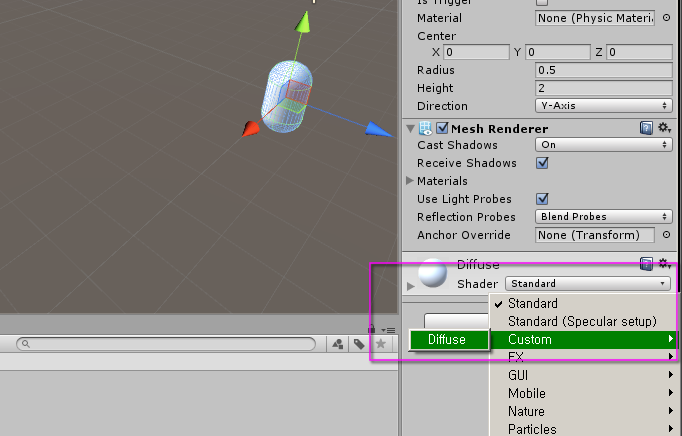 Is Trigger
Material None (Physic Materi
Center
X 0 Y 0 Z 0
Radius 0.5
Height 2
Direction Y-Axis
Mesh Renderer
Cast Shadows On
Receive Shadows
Materials
Use Light Probes
Reflection Probes Blend Probes
Anchor Override None (Transform)
Diffuse
Shader Standard
Standard
Standard (Specular setup)
Diffuse Custom
FX
GUI
Mobile
Nature
Particles